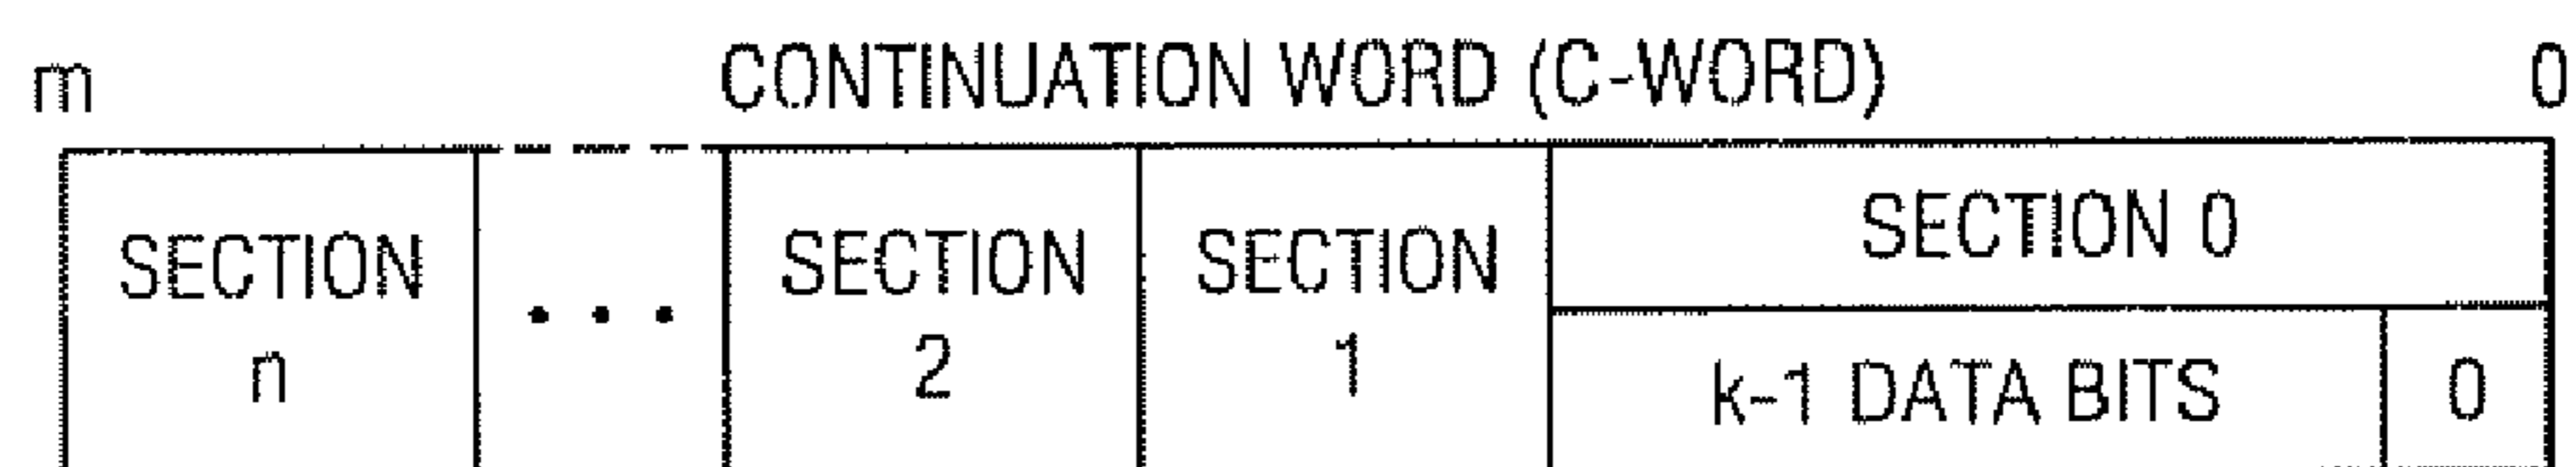 m CONTINUATION WORD (C-WORD) 0
SECTION n
• • •
SECTION 2
SECTION 1
SECTION 0
k-1 DATA BITS 0